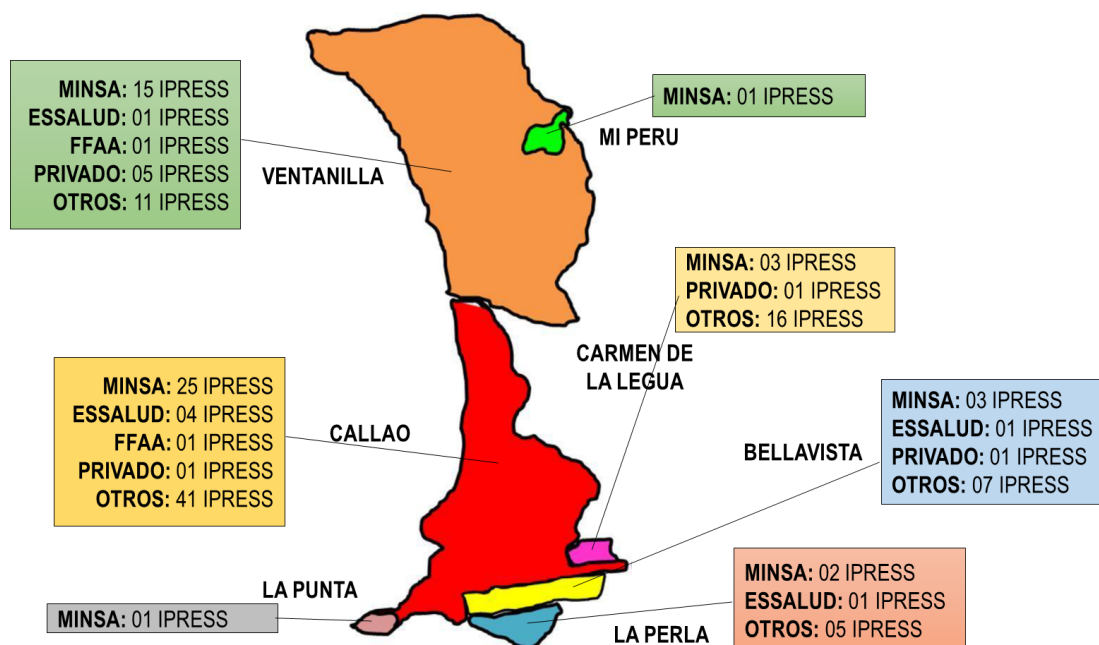 MINSA: 15 IPRESS
ESSALUD: 01 IPRESS
FFAA: 01 IPRESS
PRIVADO: 05 IPRESS
OTROS: 11 IPRESS
VENTANILLA
MINSA: 01 IPRESS
MI PERU
MINSA: 03 IPRESS
PRIVADO: 01 IPRESS
OTROS: 16 IPRESS
CARMEN DE
LA LEGUA
MINSA: 25 IPRESS
ESSALUD: 04 IPRESS
FFAA: 01 IPRESS
PRIVADO: 01 IPRESS
OTROS: 41 IPRESS
CALLAO
BELLAVISTA
MINSA: 03 IPRESS
ESSALUD: 01 IPRESS
PRIVADO: 01 IPRESS
OTROS: 07 IPRESS
LA PUNTA
MINSA: 01 IPRESS
LA PERLA
MINSA: 02 IPRESS
ESSALUD: 01 IPRESS
OTROS: 05 IPRESS